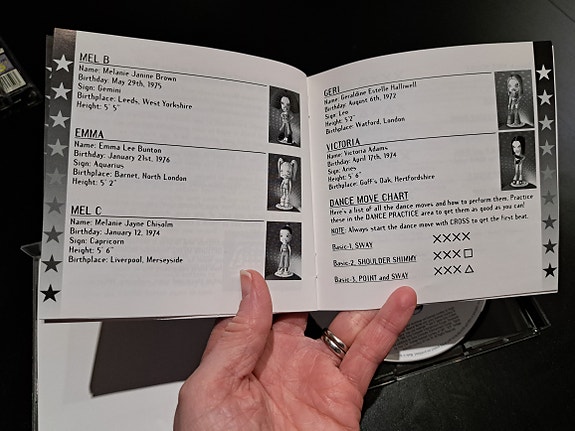 MEL B
Name: Melanie Janine Brown
Birthday: May 29th, 1975
Sign: Gemini
Birthplace: Leeds, West Yorkshire
Height: 5' 5"
EMMA
Name: Emma Lee Bunton
Birthday: January 21st, 1976
Sign: Aquarius
Birthplace: Barnet, North London
Height: 5' 2"
MEL C
Name: Melanie Jayne Chisolm
Birthday: January 12, 1974
Sign: Capricorn
Height: 5' 6"
Birthplace: Liverpool, Merseyside
GERI
Name: Geraldine Estelle Halliwell
Birthday: August 6th, 1972
Sign: Leo
Height: 5'2"
Birthplace: Watford, London
VICTORIA
Name: Victoria Adams
Birthday: April 17th, 1974
Sign: Aries
Height: 5' 6"
Birthplace: Goff's Oak, Hertfordshire
DANCE MOVE CHART
Here's a list of all the dance moves and how to perform them. Practice
these in the DANCE PRACTICE area to get them as good as you can!
NOTE: Always start the dance move with CROSS to get the first beat.
Basic-1, SWAY XXXX
Basic-2, SHOULDER SHIMMY XXX□
Basic-3, POINT and SWAY XXX△